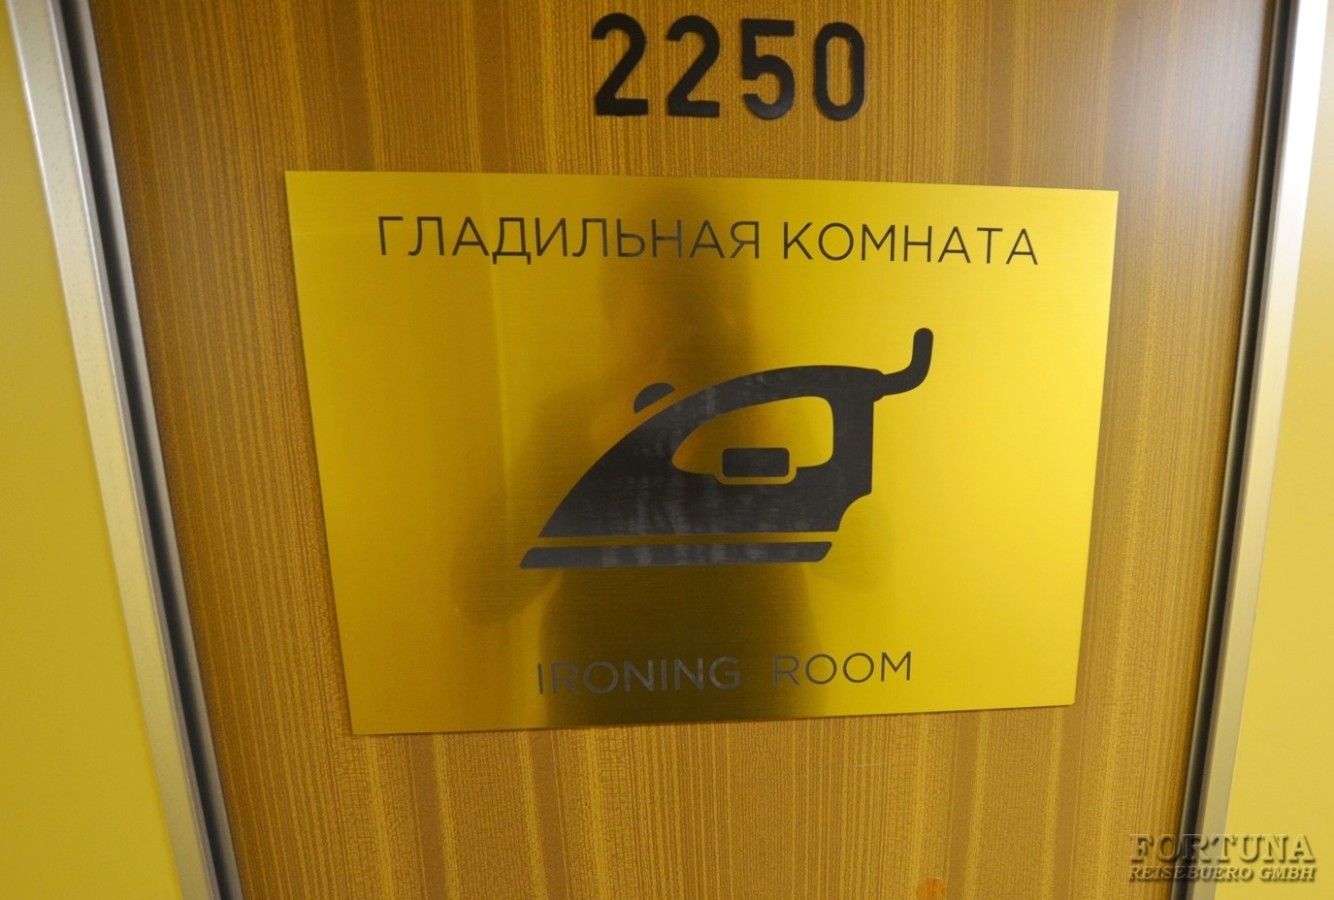 2250
ГЛАДИЛЬНАЯ КОМНАТА
IRONING ROOM
FORTUNA
REISEBUERO GMBH